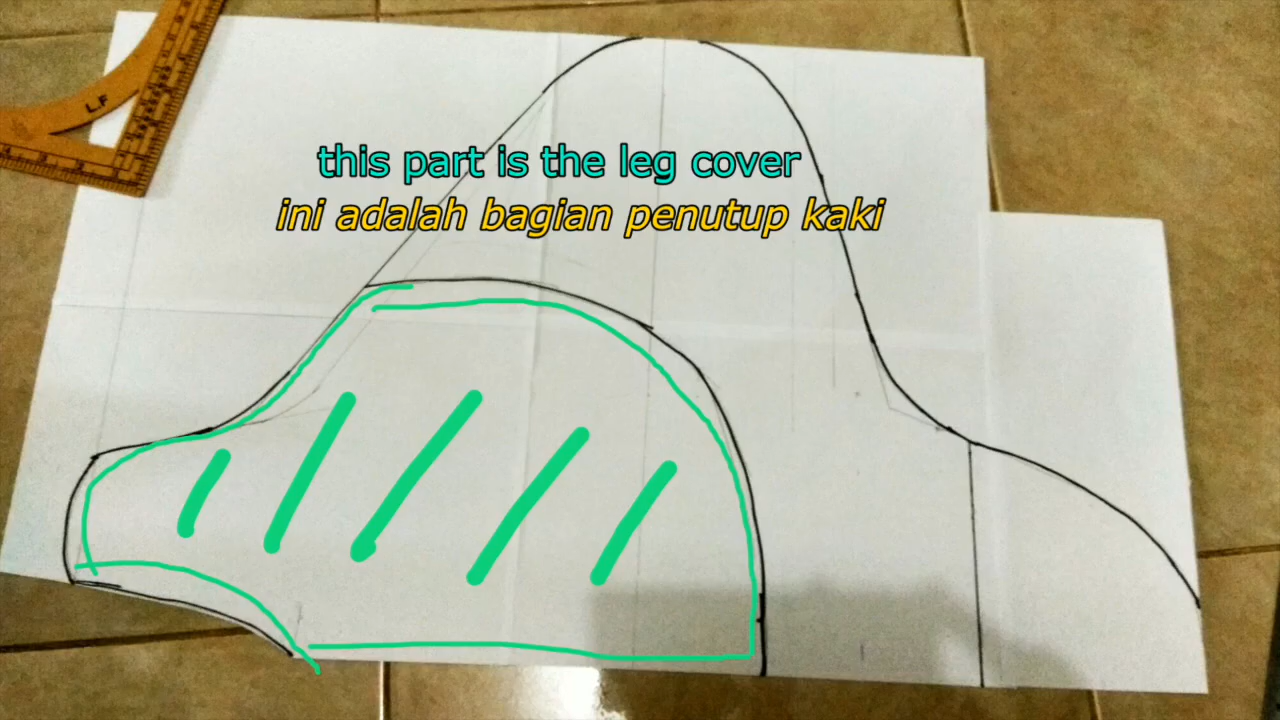 L.F
this part is the leg cover
ini adalah bagian penutup kaki